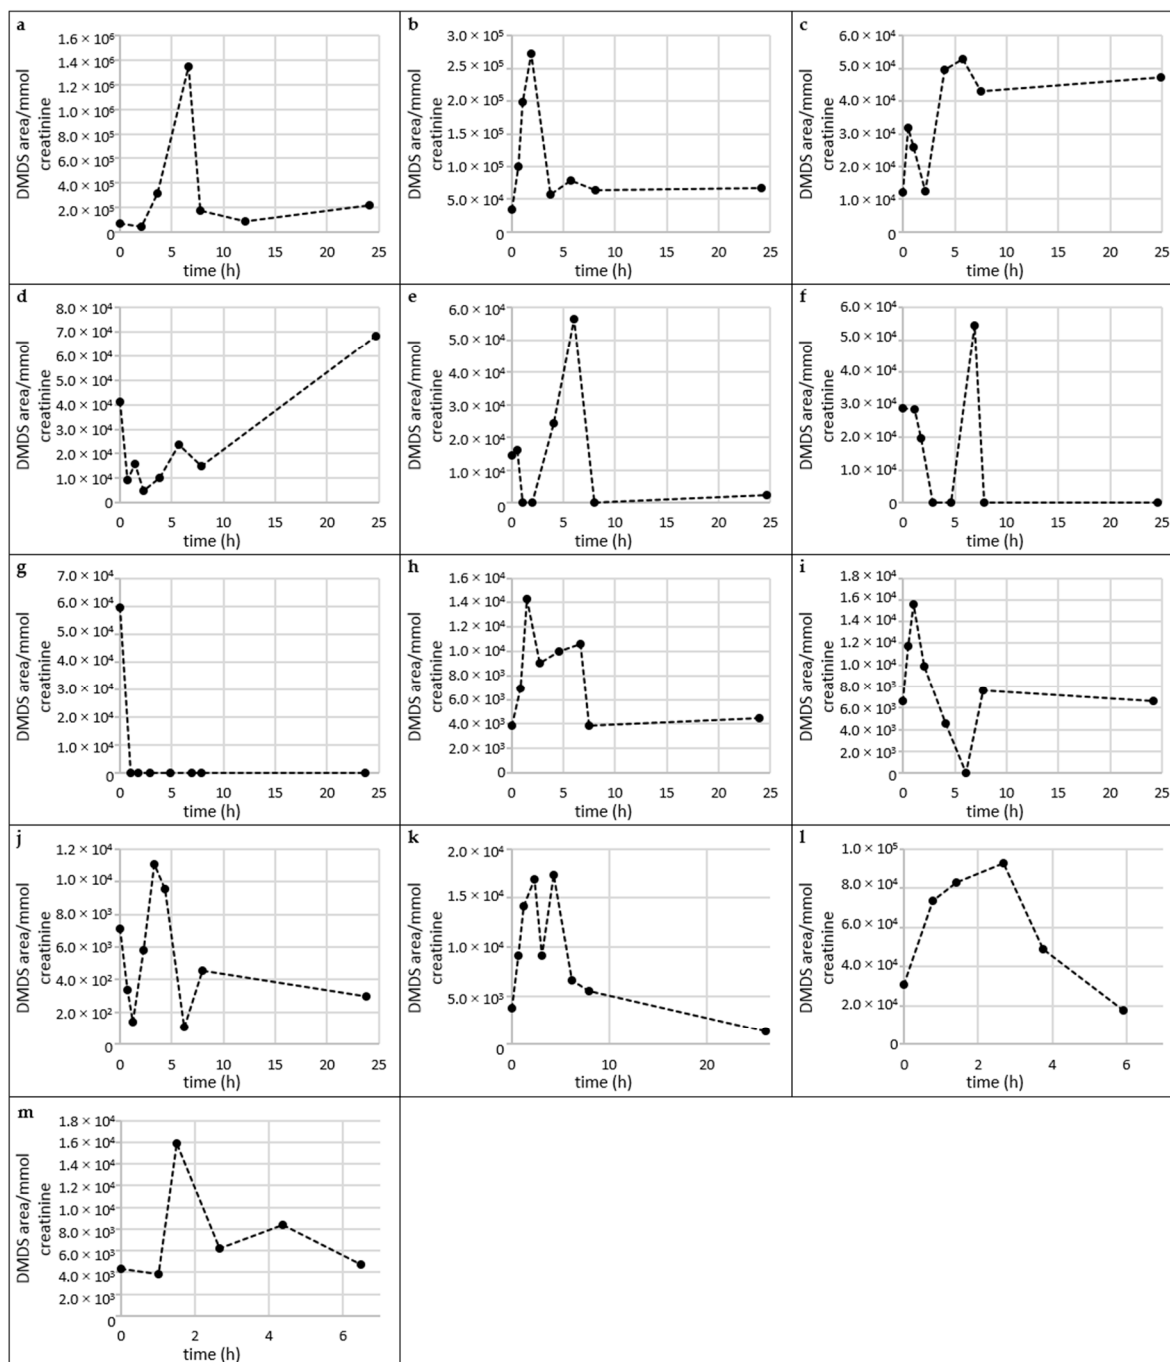 a
DMDS area/mmol
creatinine
1.6 × 10⁶
1.4 × 10⁶
1.2 × 10⁶
1.0 × 10⁶
8.0 × 10⁵
6.0 × 10⁵
4.0 × 10⁵
2.0 × 10⁵
0
0 5 10 15 20 25
time (h)
b
DMDS area/mmol
creatinine
3.0 × 10⁵
2.5 × 10⁵
2.0 × 10⁵
1.5 × 10⁵
1.0 × 10⁵
5.0 × 10⁴
0
0 5 10 15 20 25
time (h)
c
DMDS area/mmol
creatinine
6.0 × 10⁴
5.0 × 10⁴
4.0 × 10⁴
3.0 × 10⁴
2.0 × 10⁴
1.0 × 10⁴
0
0 5 10 15 20 25
time (h)
d
DMDS area/mmol
creatinine
8.0 × 10⁴
7.0 × 10⁴
6.0 × 10⁴
5.0 × 10⁴
4.0 × 10⁴
3.0 × 10⁴
2.0 × 10⁴
1.0 × 10⁴
0
0 5 10 15 20 25
time (h)
e
DMDS area/mmol
creatinine
6.0 × 10⁴
5.0 × 10⁴
4.0 × 10⁴
3.0 × 10⁴
2.0 × 10⁴
1.0 × 10⁴
0
0 5 10 15 20 25
time (h)
f
DMDS area/mmol
creatinine
6.0 × 10⁴
5.0 × 10⁴
4.0 × 10⁴
3.0 × 10⁴
2.0 × 10⁴
1.0 × 10⁴
0
0 5 10 15 20 25
time (h)
g
DMDS area/mmol
creatinine
7.0 × 10⁴
6.0 × 10⁴
5.0 × 10⁴
4.0 × 10⁴
3.0 × 10⁴
2.0 × 10⁴
1.0 × 10⁴
0
0 5 10 15 20 25
time (h)
h
DMDS area/mmol
creatinine
1.6 × 10⁴
1.4 × 10⁴
1.2 × 10⁴
1.0 × 10⁴
8.0 × 10³
6.0 × 10³
4.0 × 10³
2.0 × 10³
0
0 5 10 15 20 25
time (h)
i
DMDS area/mmol
creatinine
1.8 × 10⁴
1.6 × 10⁴
1.4 × 10⁴
1.2 × 10⁴
1.0 × 10⁴
8.0 × 10³
6.0 × 10³
4.0 × 10³
2.0 × 10³
0
0 5 10 15 20 25
time (h)
j
DMDS area/mmol
creatinine
1.2 × 10⁴
1.0 × 10⁴
8.0 × 10³
6.0 × 10³
4.0 × 10²
2.0 × 10²
0
0 5 10 15 20 25
time (h)
k
DMDS area/mmol
creatinine
2.0 × 10⁴
1.5 × 10⁴
1.0 × 10⁴
5.0 × 10³
0
0 10 20
time (h)
l
DMDS area/mmol
creatinine
1.0 × 10⁵
8.0 × 10⁴
6.0 × 10⁴
4.0 × 10⁴
2.0 × 10⁴
0
0 2 4 6
time (h)
m
DMDS area/mmol
creatinine
1.8 × 10⁴
1.6 × 10⁴
1.4 × 10⁴
1.2 × 10⁴
1.0 × 10⁴
8.0 × 10³
6.0 × 10³
4.0 × 10³
2.0 × 10³
0
0 2 4 6
time (h)